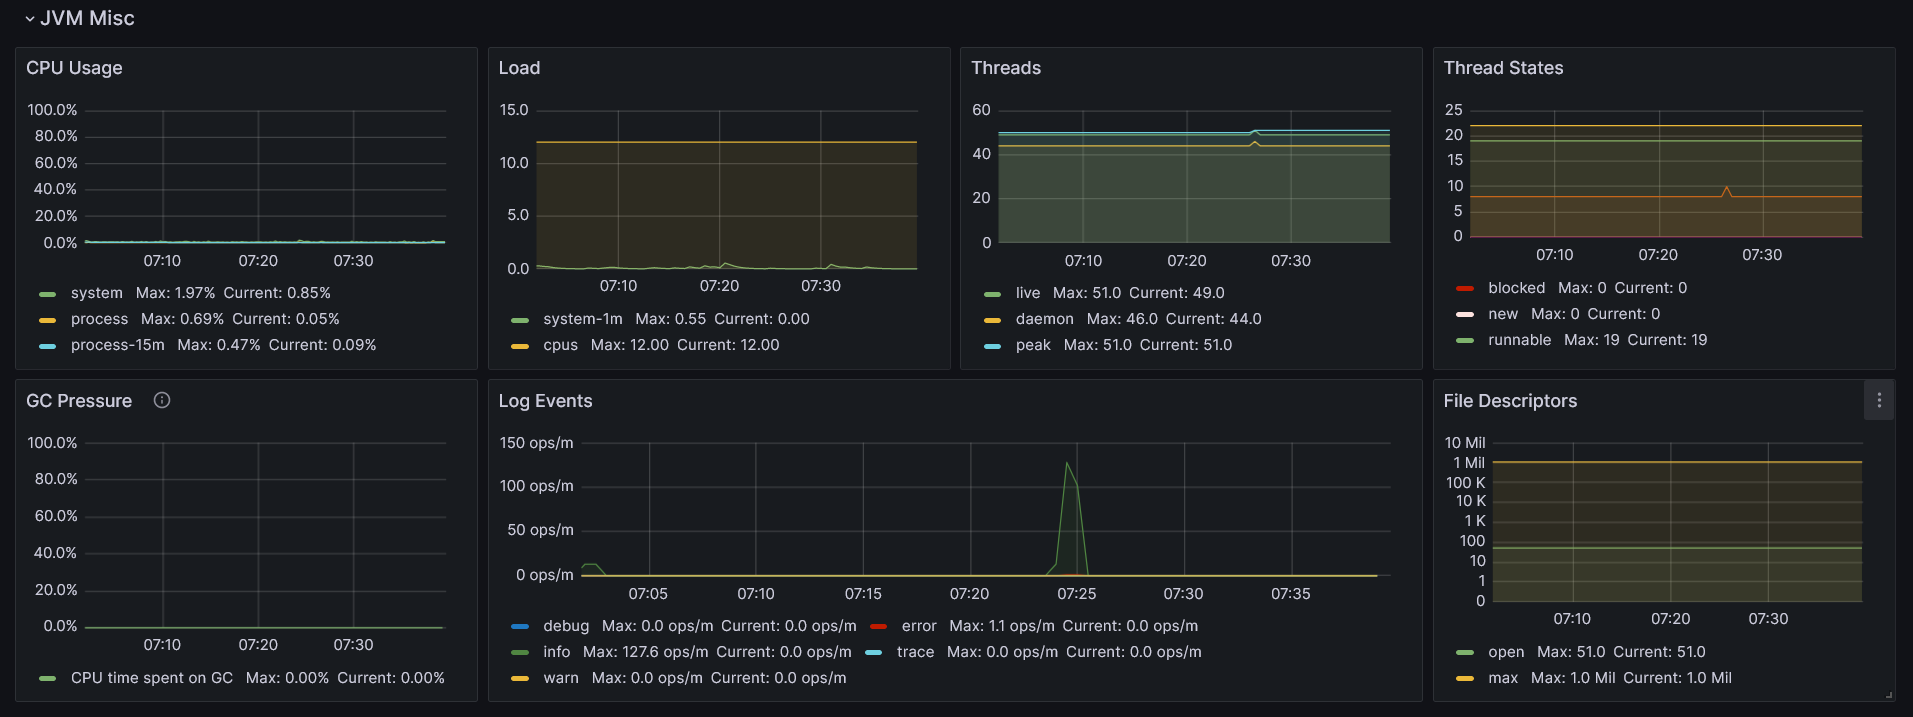 JVM Misc
CPU Usage
100.0%
80.0%
60.0%
40.0%
20.0%
0.0%
07:10 07:20 07:30
system Max: 1.97% Current: 0.85%
process Max: 0.69% Current: 0.05%
process-15m Max: 0.47% Current: 0.09%
Load
15.0
10.0
5.0
0.0
07:10 07:20 07:30
system-1m Max: 0.55 Current: 0.00
cpus Max: 12.00 Current: 12.00
Threads
60
40
20
0
07:10 07:20 07:30
live Max: 51.0 Current: 49.0
daemon Max: 46.0 Current: 44.0
peak Max: 51.0 Current: 51.0
Thread States
25
20
15
10
5
0
07:10 07:20 07:30
blocked Max: 0 Current: 0
new Max: 0 Current: 0
runnable Max: 19 Current: 19
GC Pressure
100.0%
80.0%
60.0%
40.0%
20.0%
0.0%
07:10 07:20 07:30
CPU time spent on GC Max: 0.00% Current: 0.00%
Log Events
150 ops/m
100 ops/m
50 ops/m
0 ops/m
07:05 07:10 07:15 07:20 07:25 07:30 07:35
debug Max: 0.0 ops/m Current: 0.0 ops/m error Max: 1.1 ops/m Current: 0.0 ops/m
info Max: 127.6 ops/m Current: 0.0 ops/m trace Max: 0.0 ops/m Current: 0.0 ops/m
warn Max: 0.0 ops/m Current: 0.0 ops/m
File Descriptors
10 Mil
1 Mil
100 K
10 K
1 K
100
10
1
0
07:10 07:20 07:30
open Max: 51.0 Current: 51.0
max Max: 1.0 Mil Current: 1.0 Mil